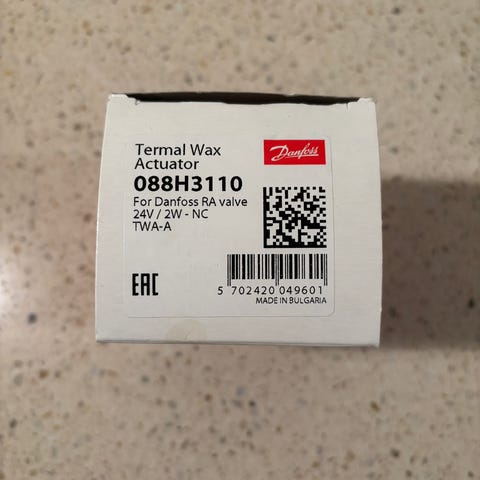 Termal Wax
Actuator
Danfoss
088H3110
For Danfoss RA valve
24V / 2W - NC
TWA-A
EAC
5 702420 049601
MADE IN BULGARIA